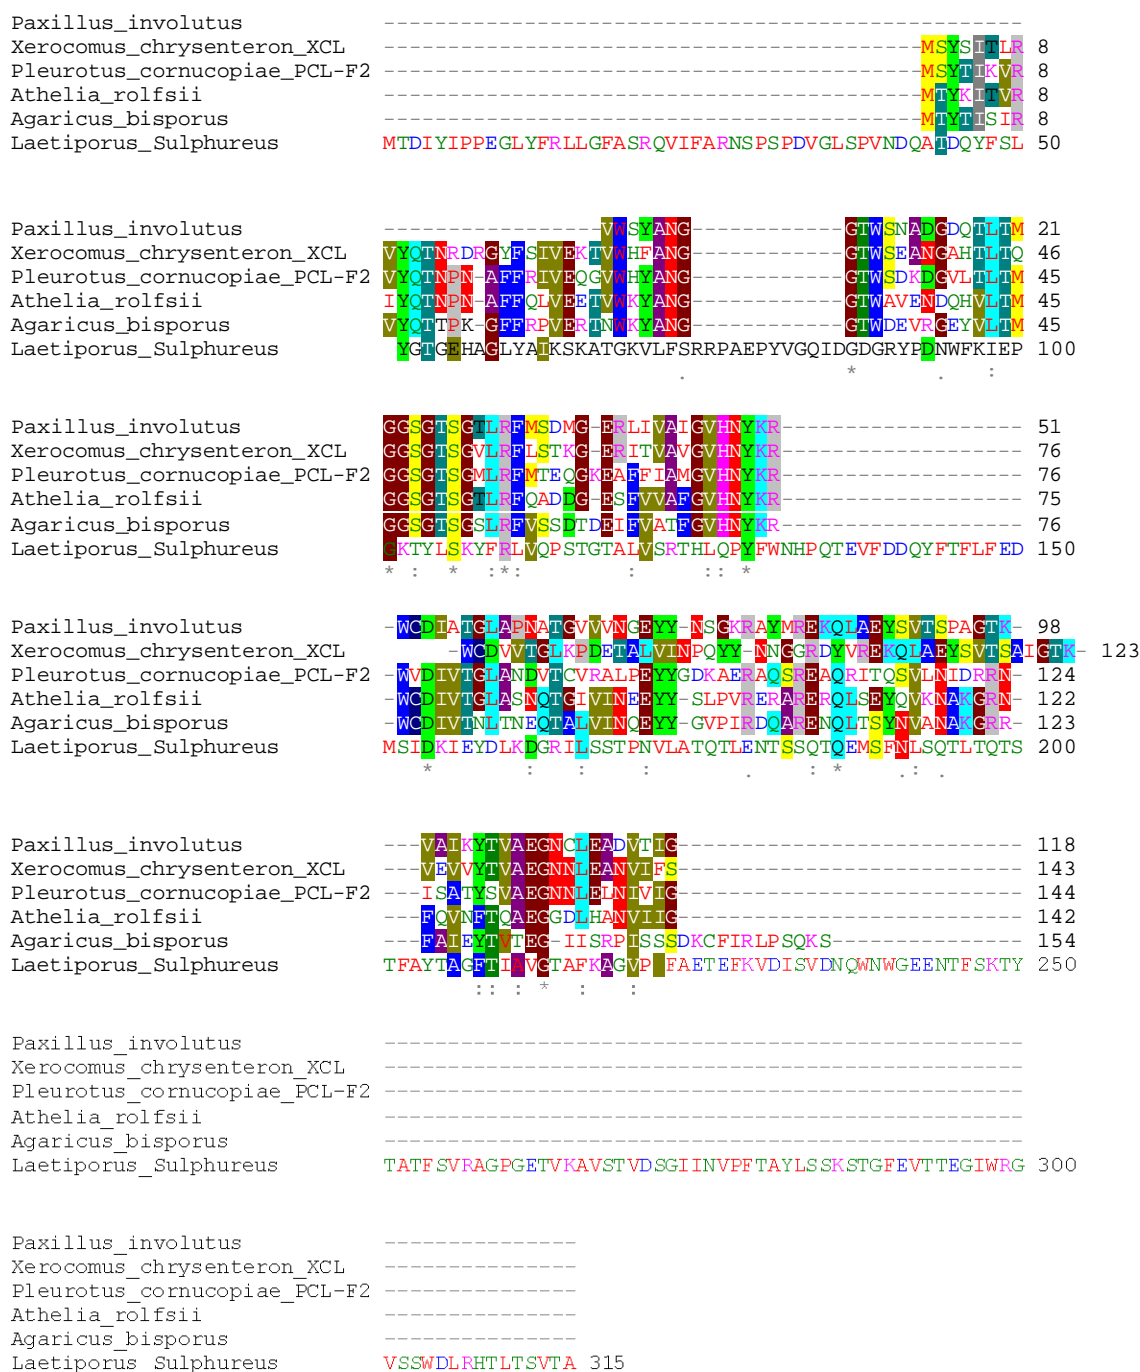 Paxillus_involutus --------------------------------------------------
Xerocomus_chrysenteron_XCL ------------------------------------------MSYSITLR 8
Pleurotus_cornucopiae_PCL-F2 ------------------------------------------MSYTIKVR 8
Athelia_rolfsii ------------------------------------------MTYKITVR 8
Agaricus_bisporus ------------------------------------------MTYTISIR 8
Laetiporus_Sulphureus MTDIYIPPEGLYFRLLGFASRQVIFARNSPSPDVGLSPVNDQATDQYFSL 50
Paxillus_involutus -----------------VWSYANG------------GTWSNADGDQTLTM 21
Xerocomus_chrysenteron_XCL VYQTNRDRGYFSIVEKTVWHFANG------------GTWSEANGAHTLTQ 46
Pleurotus_cornucopiae_PCL-F2 VYQTNPN-AFFRIVEQGVWHYANG------------GTWSDKDGVLTLTM 45
Athelia_rolfsii IYQTNPN-AFFQLVEETVWKYANG------------GTWAVENDQHVLTM 45
Agaricus_bisporus VYQTTPK-GFFRPVERTNWKYANG------------GTWDEVRGEYVLTM 45
Laetiporus_Sulphureus YGTGEHAGLYAIKSKATGKVLFSRRPAEPYVGQIDGDGRYPDNWFKIEP 100
. * . :
Paxillus_involutus GGSGTSGTLRFMSDMG-ERLIVAIGVHNYKR------------------- 51
Xerocomus_chrysenteron_XCL GGSGTSGVLRFLSTKG-ERITVAVGVHNYKR------------------- 76
Pleurotus_cornucopiae_PCL-F2 GGSGTSGMLRFMTEQGKEAFFIAMGVHNYKR------------------- 76
Athelia_rolfsii GGSGTSGTLRFQADDG-ESFVVAFGVHNYKR------------------- 75
Agaricus_bisporus GGSGTSGSLRFVSSDTDEIFVATFGVHNYKR------------------- 76
Laetiporus_Sulphureus GKTYLSKYFRLVQPSTGTALVSRTHLQPYFWNHPQTEVFDDQYFTFLFED 150
* : * :*: : :: *
Paxillus_involutus -WCDIATGLAPNATGVVVNGEYY-NSGKRAYMREKQLAEYSVTSPAGTK- 98
Xerocomus_chrysenteron_XCL -WCDVVTGLKPDETALVINPQYY-NNGGRDYVREKQLAEYSVTSAIGTK- 123
Pleurotus_cornucopiae_PCL-F2 -WVDIVTGLANDVTCVRALPEYYGDKAERAQSREAQRITQSVLNIDRRN- 124
Athelia_rolfsii -WCDIVTGLASNQTGIVINEEYY-SLPVRERARERQLSEYQVKNAKGRN- 122
Agaricus_bisporus -WCDIVTNLTNEQTALVINQEYY-GVPIRDQARENQLTSYNVANAKGRR- 123
Laetiporus_Sulphureus MSIDKIEYDLKDGRILSSTPNVLATQTLENTSSQTQEMSFNLSQTLTQTS 200
* : : : . : * .: .
Paxillus_involutus ---VAIKYTVAEGNCLEADVTIG--------------------------- 118
Xerocomus_chrysenteron_XCL ---VEVVYTVAEGNNLEANVIFS--------------------------- 143
Pleurotus_cornucopiae_PCL-F2 ---ISATYSVAEGNNLELNIVIG--------------------------- 144
Athelia_rolfsii ---FQVNFTQAEGGDLHANVIIG--------------------------- 142
Agaricus_bisporus ---FAIEYTVTEG-IISRPISSSDKCFIRLPSQKS--------------- 154
Laetiporus_Sulphureus TFAYTAGFTIAVGTAFKAGVP FAETEFKVDISVDNQWNWGEENTFSKTY 250
:: : * : :
Paxillus_involutus --------------------------------------------------
Xerocomus_chrysenteron_XCL --------------------------------------------------
Pleurotus_cornucopiae_PCL-F2 --------------------------------------------------
Athelia_rolfsii --------------------------------------------------
Agaricus_bisporus --------------------------------------------------
Laetiporus_Sulphureus TATFSVRAGPGETVKAVSTVDSGIINVPFTAYLSSKSTGFEVTTEGIWRG 300
Paxillus_involutus ---------------
Xerocomus_chrysenteron_XCL ---------------
Pleurotus_cornucopiae_PCL-F2 ---------------
Athelia_rolfsii ---------------
Agaricus_bisporus ---------------
Laetiporus_Sulphureus VSSWDLRHTLTSVTA 315